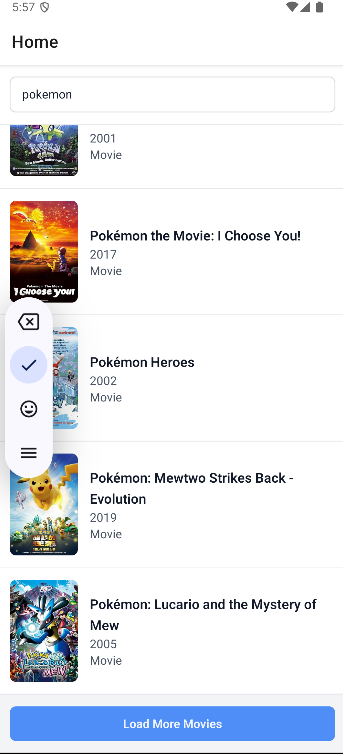 5:57
Home
pokemon
2001
Movie
Pokémon the Movie: I Choose You!
2017
Movie
I CHOOSE YOU!
Pokémon Heroes
2002
Movie
Pokémon: Mewtwo Strikes Back -
Evolution
2019
Movie
Pokémon: Lucario and the Mystery of
Mew
2005
Movie
Load More Movies